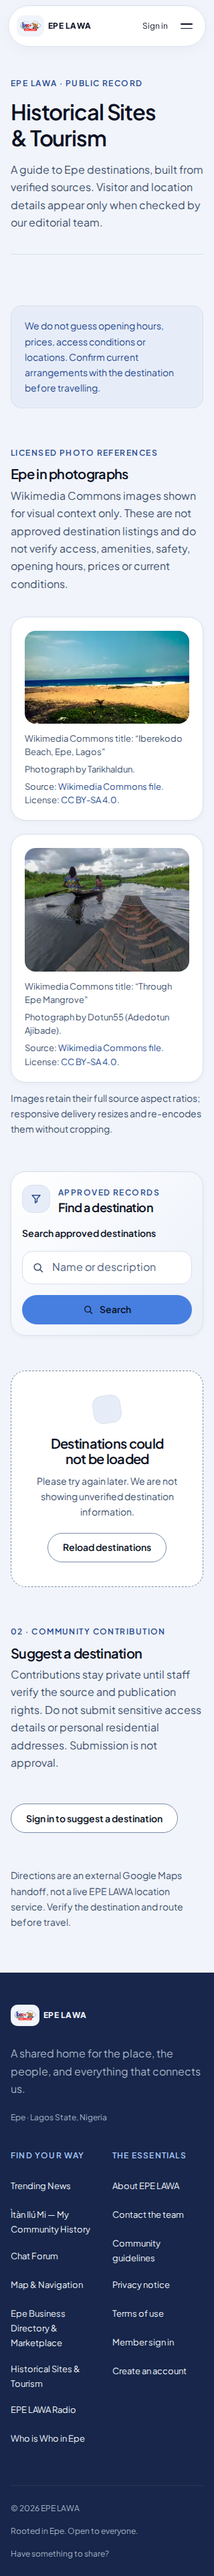 EPE LAWA
Sign in
EPE LAWA · PUBLIC RECORD
Historical Sites
& Tourism
A guide to Epe destinations, built from
verified sources. Visitor and location
details appear only when checked by
our editorial team.
We do not guess opening hours,
prices, access conditions or
locations. Confirm current
arrangements with the destination
before travelling.
LICENSED PHOTO REFERENCES
Epe in photographs
Wikimedia Commons images shown
for visual context only. These are not
approved destination listings and do
not verify access, amenities, safety,
opening hours, prices or current
conditions.
Wikimedia Commons title: “Iberekodo
Beach, Epe, Lagos”
Photograph by Tarikhaldun.
Source: Wikimedia Commons file.
License: CC BY-SA 4.0.
Wikimedia Commons title: “Through
Epe Mangrove”
Photograph by Dotun55 (Adedotun
Ajibade).
Source: Wikimedia Commons file.
License: CC BY-SA 4.0.
Images retain their full source aspect ratios;
responsive delivery resizes and re-encodes
them without cropping.
APPROVED RECORDS
Find a destination
Search approved destinations
Name or description
Search
Destinations could
not be loaded
Please try again later. We are not
showing unverified destination
information.
Reload destinations
02 · COMMUNITY CONTRIBUTION
Suggest a destination
Contributions stay private until staff
verify the source and publication
rights. Do not submit sensitive access
details or personal residential
addresses. Submission is not
approval.
Sign in to suggest a destination
Directions are an external Google Maps
handoff, not a live EPE LAWA location
service. Verify the destination and route
before travel.
EPE LAWA
A shared home for the place, the
people, and everything that connects
us.
Epe · Lagos State, Nigeria
FIND YOUR WAY
Trending News
Ìtàn Ilú Mi — My
Community History
Chat Forum
Map & Navigation
Epe Business
Directory &
Marketplace
Historical Sites &
Tourism
EPE LAWA Radio
Who is Who in Epe
THE ESSENTIALS
About EPE LAWA
Contact the team
Community
guidelines
Privacy notice
Terms of use
Member sign in
Create an account
© 2026 EPE LAWA
Rooted in Epe. Open to everyone.
Have something to share?